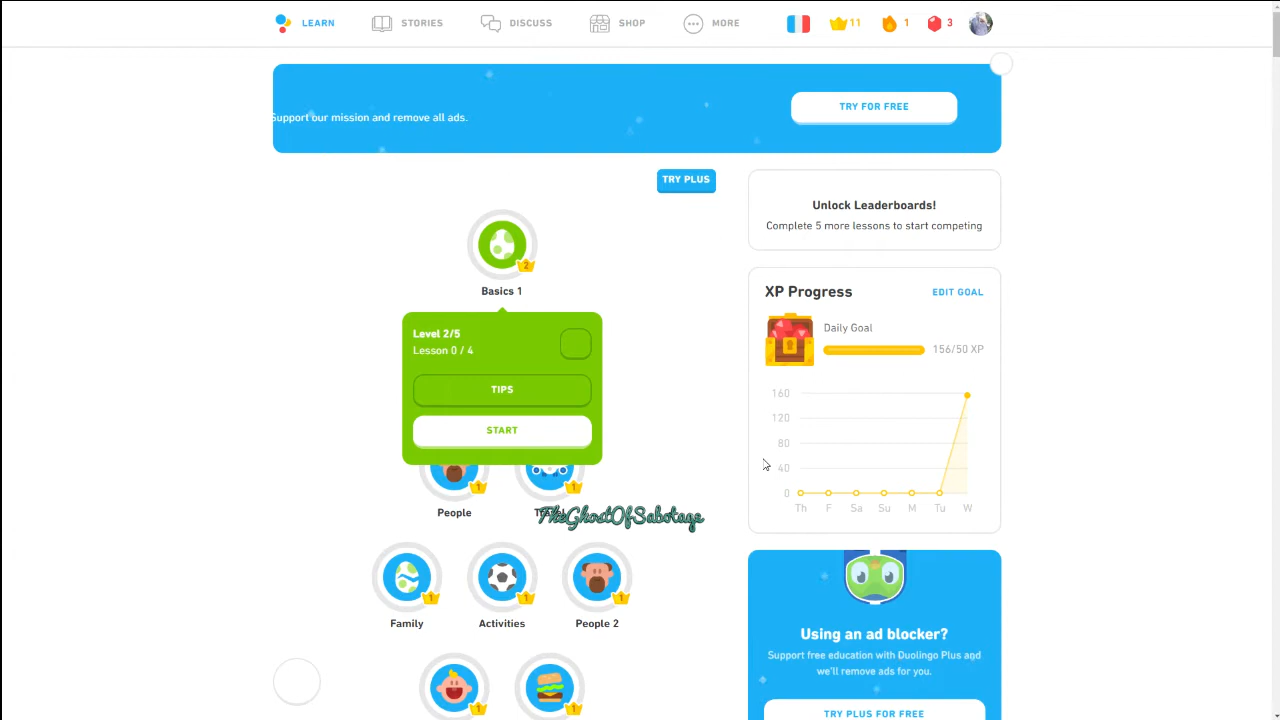 LEARN
STORIES
DISCUSS
SHOP
MORE
11
1
3
Support our mission and remove all ads.
TRY FOR FREE
TRY PLUS
2
Basics 1
Level 2/5
Lesson 0 / 4
TIPS
START
1
1
People
Travel
TheGhostOfSabotage
1
1
1
Family
Activities
People 2
1
1
Unlock Leaderboards!
Complete 5 more lessons to start competing
XP Progress
EDIT GOAL
Daily Goal
156/50 XP
160
120
80
40
0
Th F Sa Su M Tu W
Using an ad blocker?
Support free education with Duolingo Plus and
we'll remove ads for you.
TRY PLUS FOR FREE